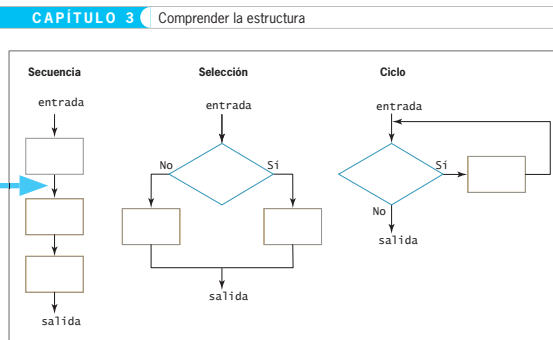 CAPÍTULO 3 Comprender la estructura
Secuencia
entrada
salida
Selección
entrada
No
Sí
salida
Ciclo
entrada
Sí
No
salida